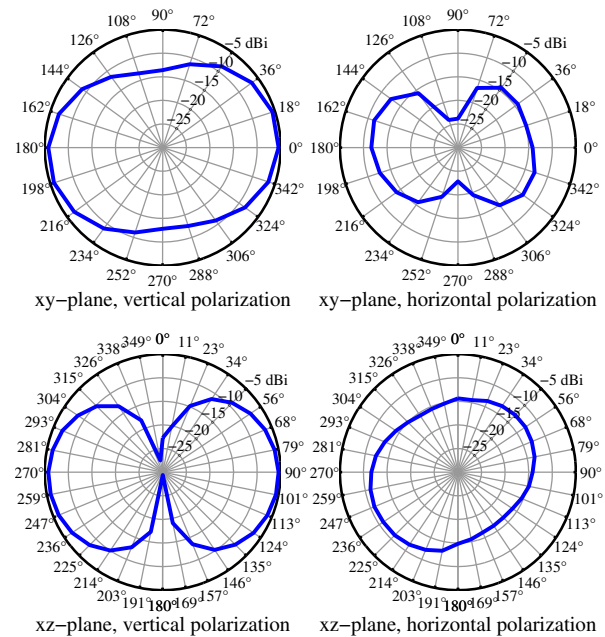 90°
108° 72°
126° −5 dBi
144° −10 36°
−15
162° −20 18°
−25
180° 0°
198° 342°
216° 324°
234° 306°
252° 288°
270°
xy−plane, vertical polarization
90°
108° 72°
126° −5 dBi
144° −10 36°
−15
162° −20 18°
−25
180° 0°
198° 342°
216° 324°
234° 306°
252° 288°
270°
xy−plane, horizontal polarization
349° 0° 11°
338° 23°
326° 34°
315° −5 dBi
304° −10 56°
293° −15 68°
−20
281° −25 79°
270° 90°
259° 101°
247° 113°
236° 124°
225° 135°
214° 146°
203° 157°
191° 180° 169°
xz−plane, vertical polarization
349° 0° 11°
338° 23°
326° 34°
315° −5 dBi
304° −10 56°
293° −15 68°
−20
281° −25 79°
270° 90°
259° 101°
247° 113°
236° 124°
225° 135°
214° 146°
203° 157°
191° 180° 169°
xz−plane, horizontal polarization